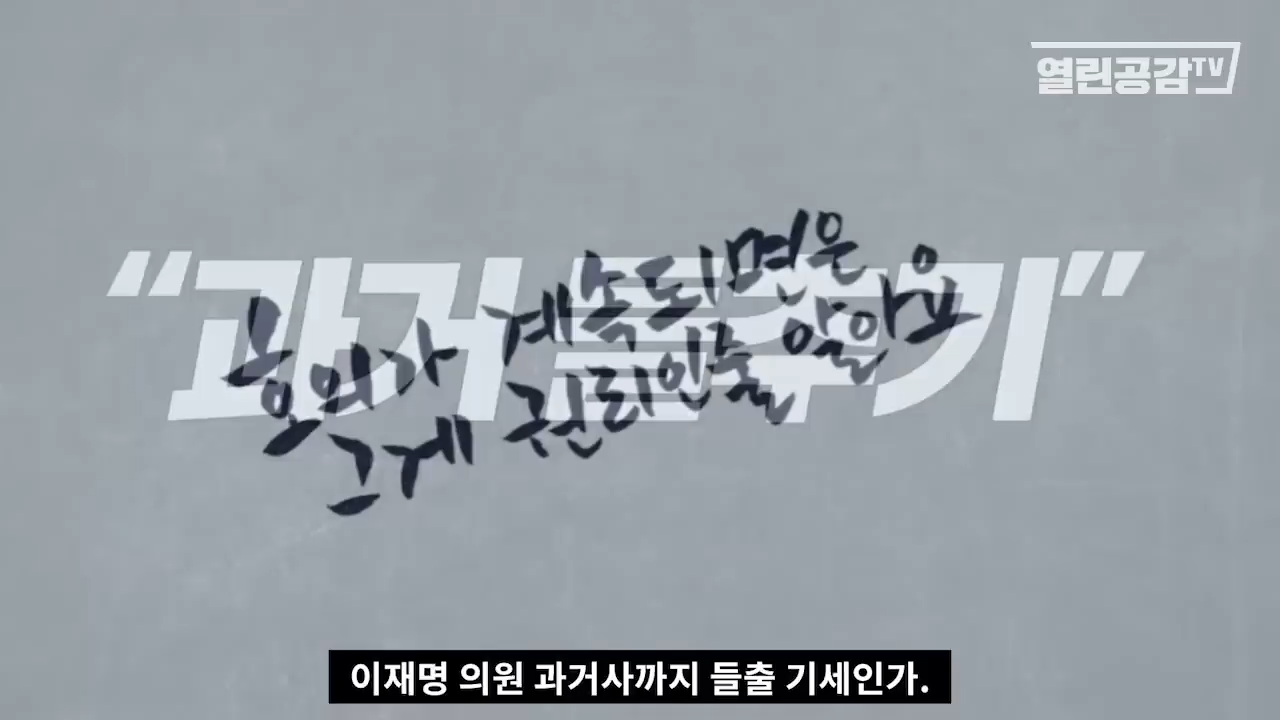 열린공감TV
“과거 들추기”
호의가 계속되면은
그게 권리인줄 알아요
이재명 의원 과거사까지 들출 기세인가.